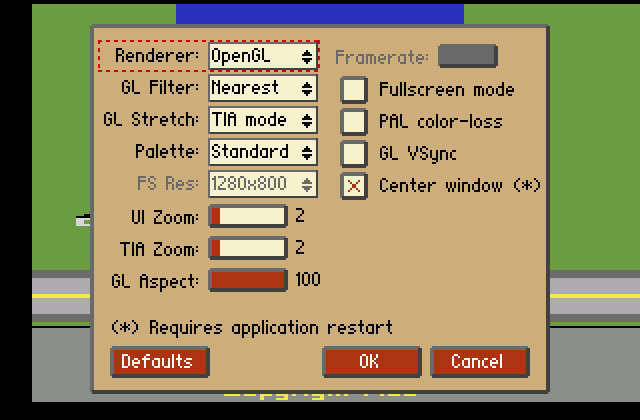 Renderer: OpenGL Framerate:
GL Filter: Nearest Fullscreen mode
GL Stretch: TIA mode PAL color-loss
Palette: Standard GL VSync
FS Res: 1280x800 Center window (*)
UI Zoom: 2
TIA Zoom: 2
GL Aspect: 100
(*) Requires application restart
Defaults OK Cancel